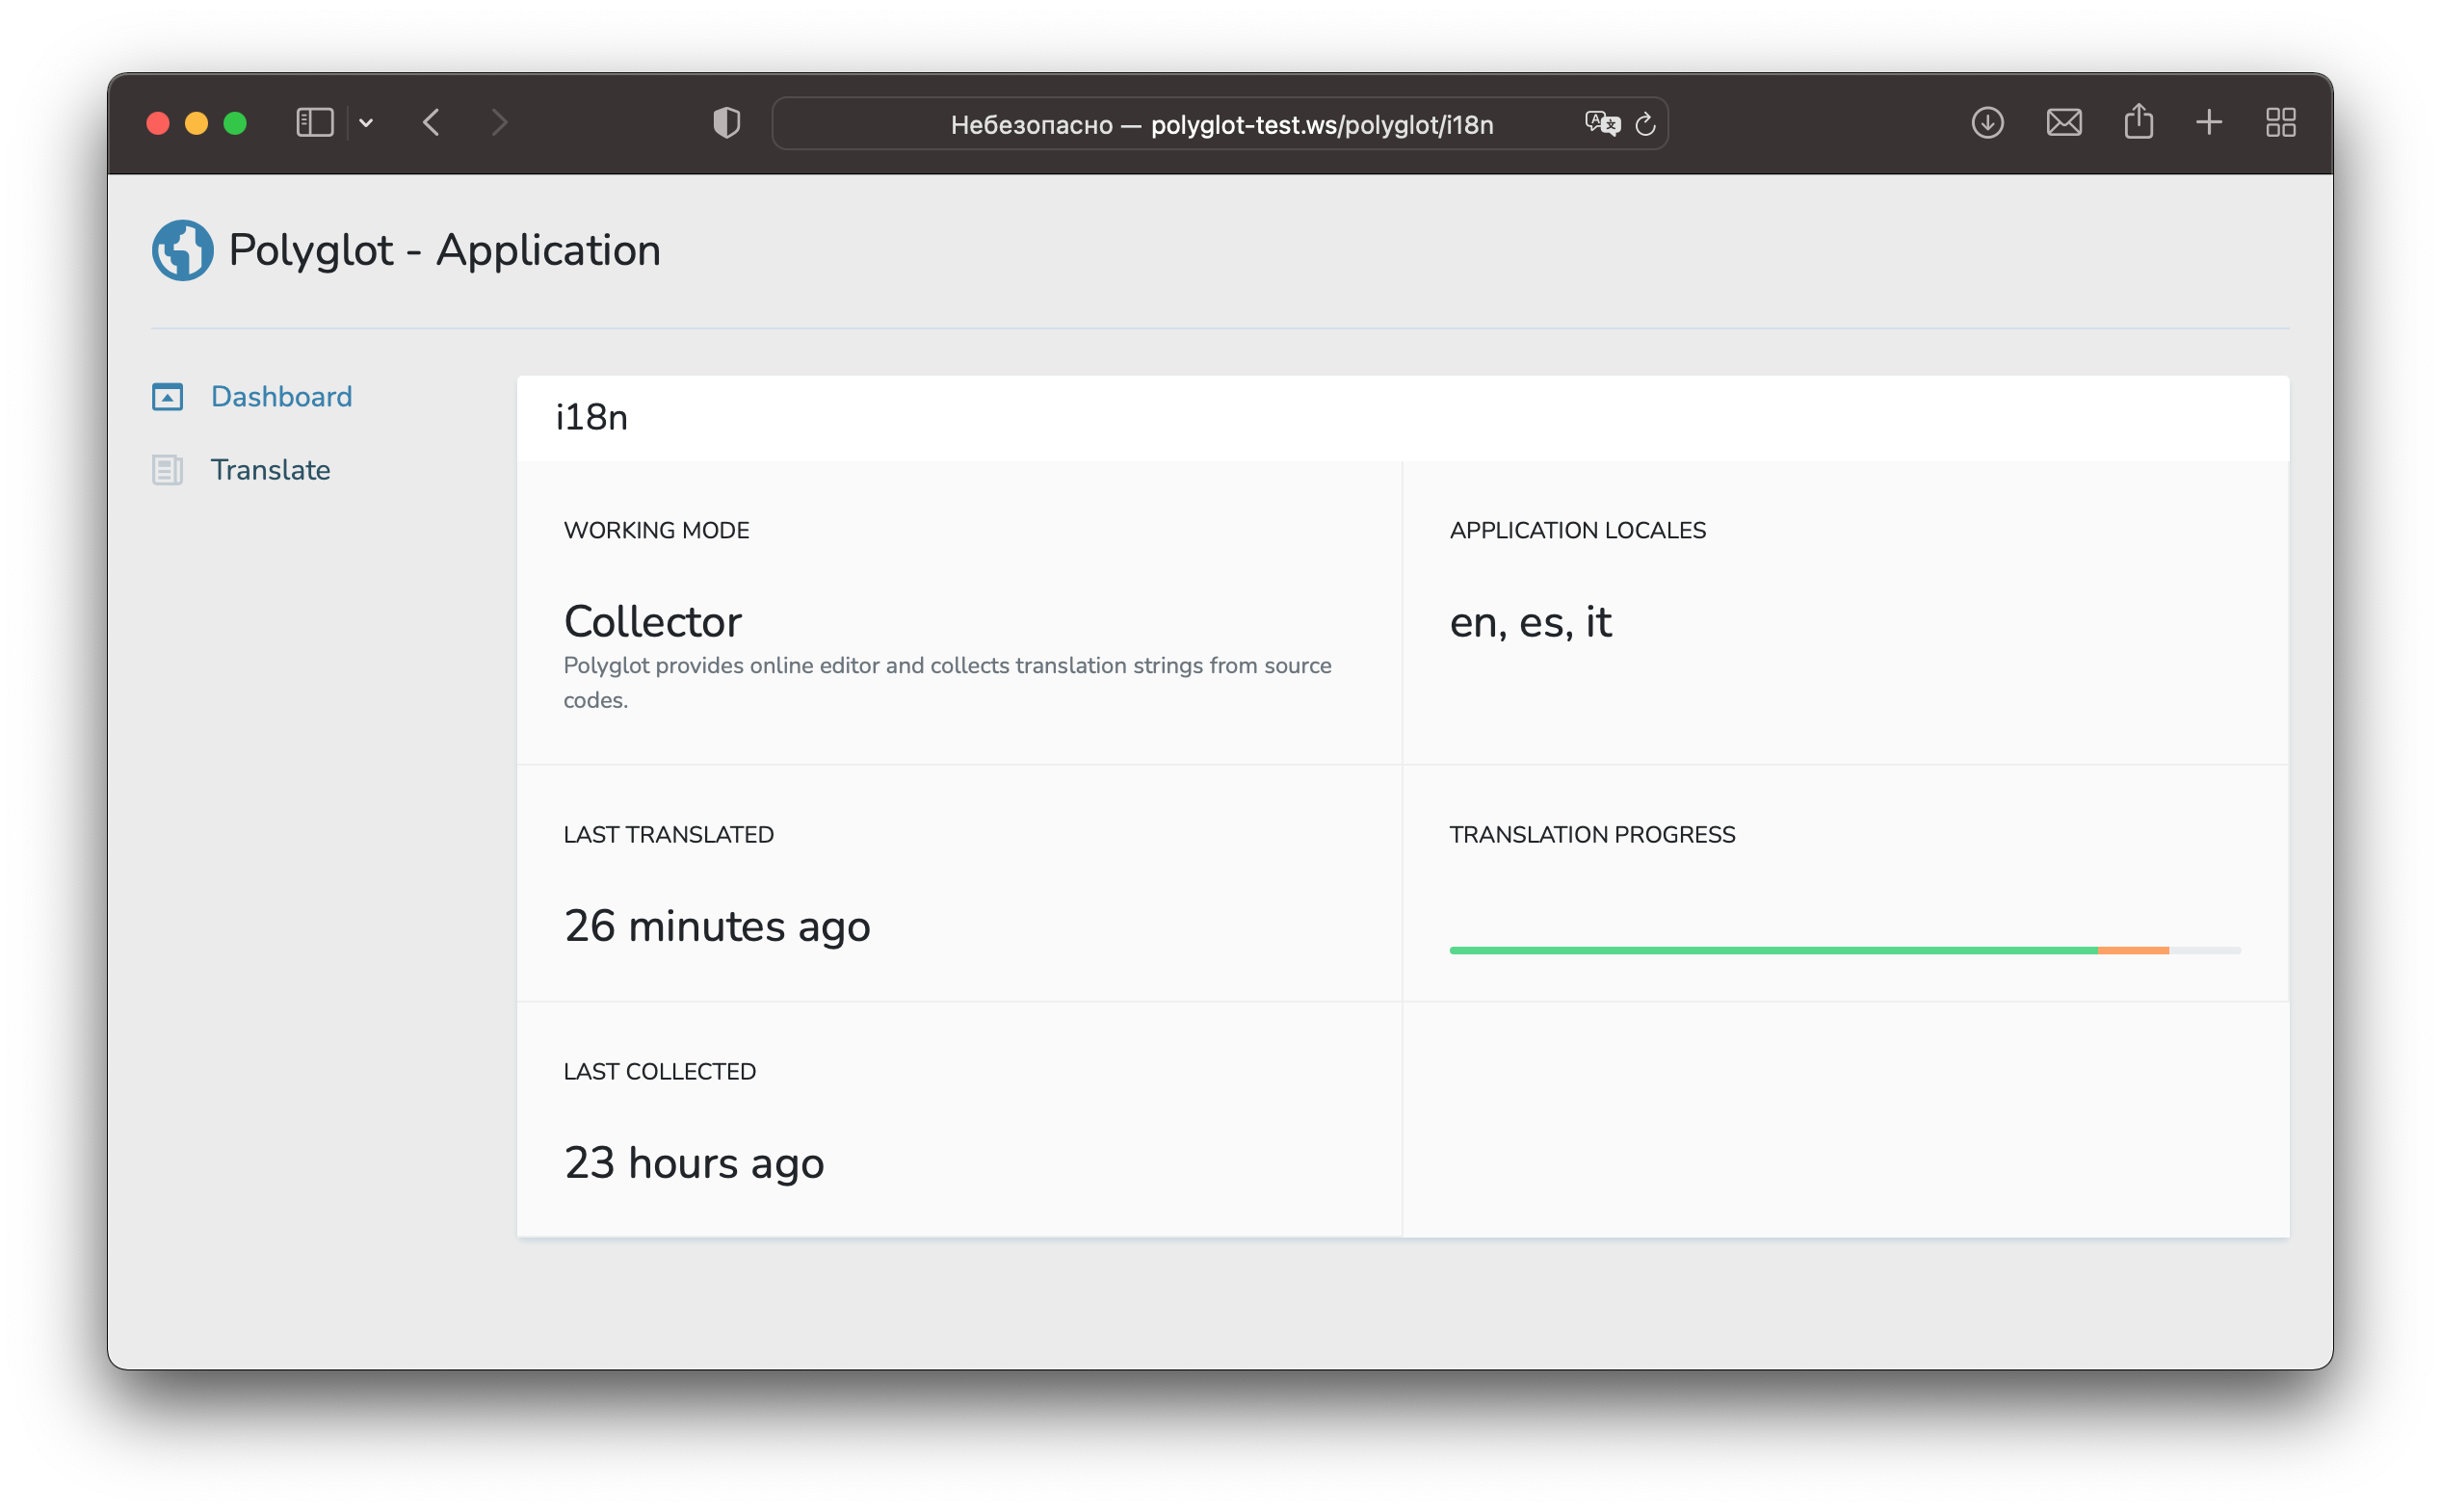 Небезопасно — polyglot-test.ws/polyglot/i18n
Polyglot - Application
Dashboard
Translate
i18n
WORKING MODE
Collector
Polyglot provides online editor and collects translation strings from source
codes.
APPLICATION LOCALES
en, es, it
LAST TRANSLATED
26 minutes ago
TRANSLATION PROGRESS
LAST COLLECTED
23 hours ago